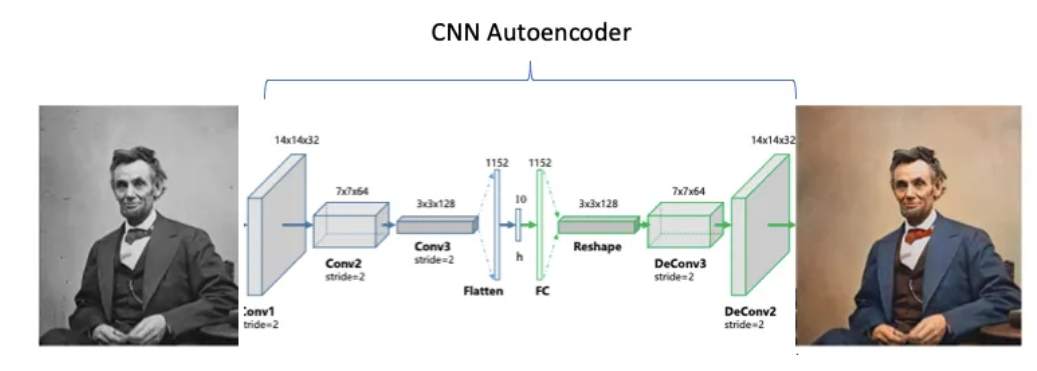 CNN Autoencoder
14x14x32
7x7x64
3x3x128
1152
10
1152
3x3x128
7x7x64
14x14x32
h
Conv1
stride=2
Conv2
stride=2
Conv3
stride=2
Flatten
FC
Reshape
DeConv3
stride=2
DeConv2
stride=2